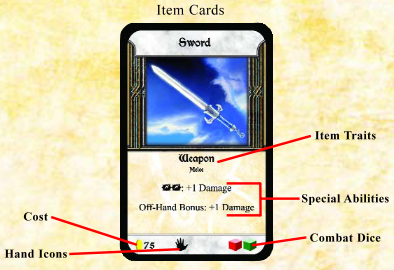 Item Cards
Sword
Item Traits
Weapon
Melee
: +1 Damage
Special Abilities
Off-Hand Bonus: +1 Damage
Cost
75
Combat Dice
Hand Icons